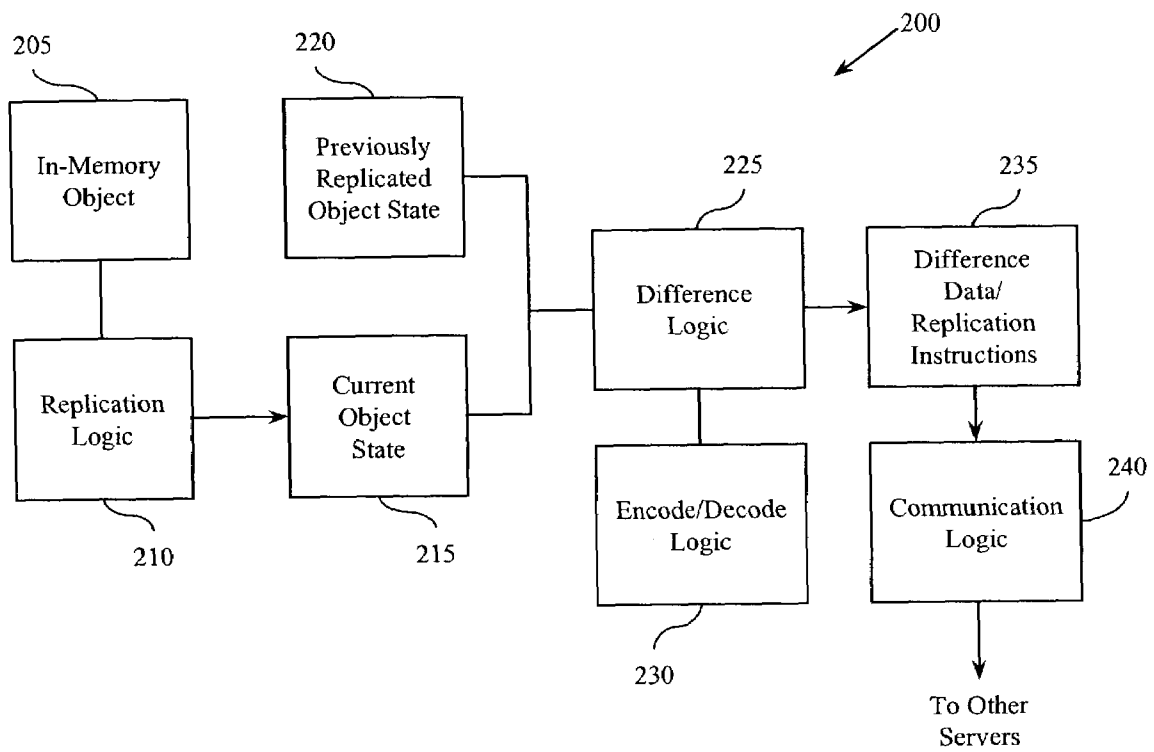 200
205
220
In-Memory
Object
Previously
Replicated
Object State
225
235
Difference
Logic
Difference
Data/
Replication
Instructions
Replication
Logic
Current
Object
State
210
215
Encode/Decode
Logic
230
Communication
Logic
240
To Other
Servers